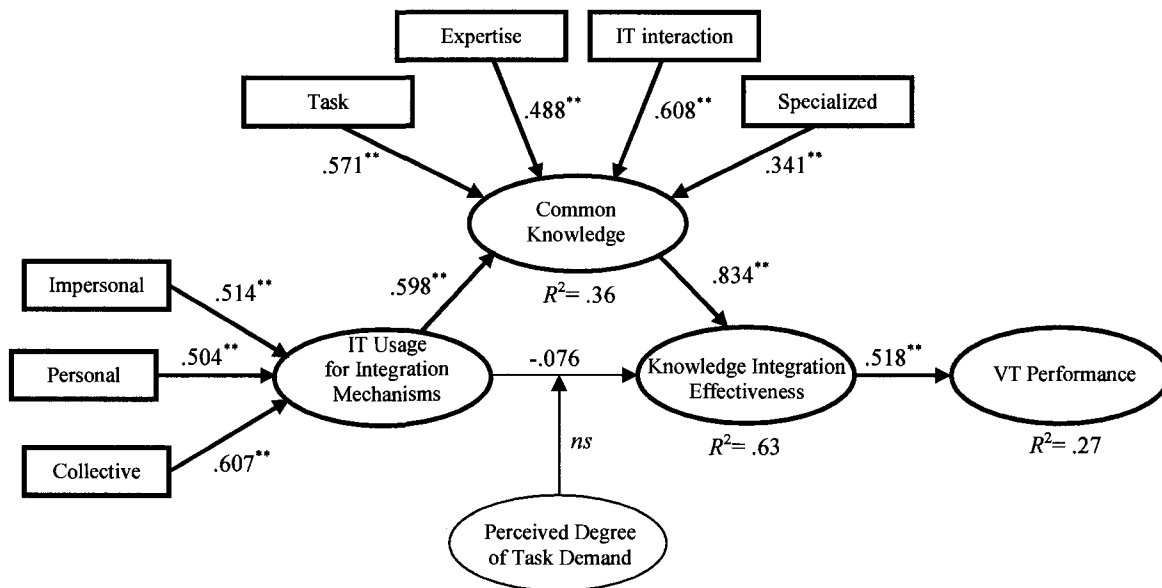 Expertise
IT interaction
Task
Specialized
.488**
.608**
.571**
.341**
Common
Knowledge
Impersonal
.514**
.598**
R²= .36
.834**
Personal
.504**
IT Usage
for Integration
Mechanisms
-.076
Knowledge Integration
Effectiveness
.518**
VT Performance
Collective
.607**
ns
R²= .63
R²= .27
Perceived Degree
of Task Demand